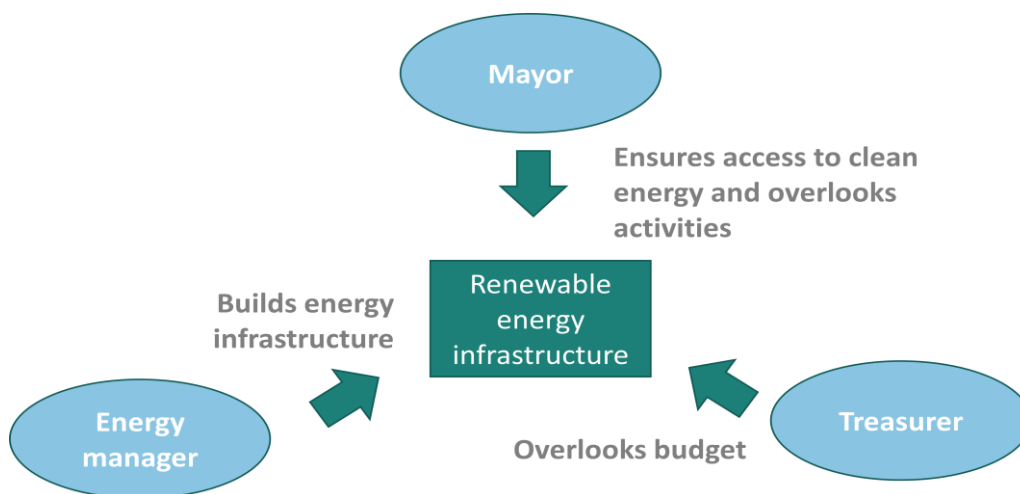 Mayor
Ensures access to clean
energy and overlooks
activities
Renewable
energy
infrastructure
Builds energy
infrastructure
Energy
manager
Overlooks budget
Treasurer